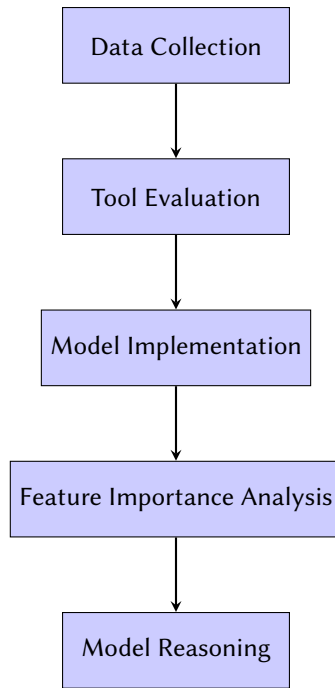 Data Collection
Tool Evaluation
Model Implementation
Feature Importance Analysis
Model Reasoning